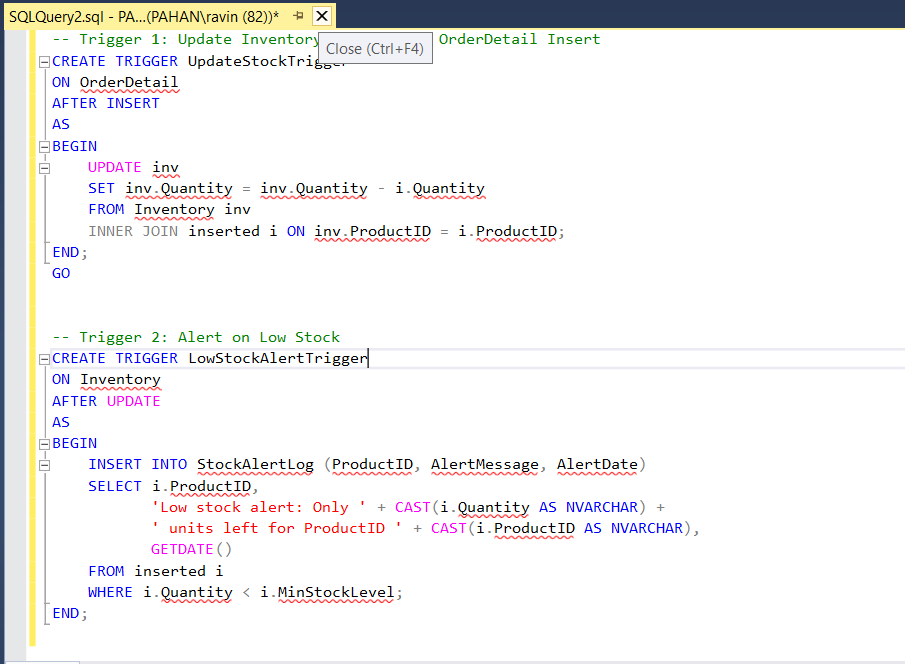 SQLQuery2.sql - PA...(PAHAN\ravin (82))*
-- Trigger 1: Update Inventory OrderDetail Insert
Close (Ctrl+F4)
CREATE TRIGGER UpdateStockTrigger
ON OrderDetail
AFTER INSERT
AS
BEGIN
UPDATE inv
SET inv.Quantity = inv.Quantity - i.Quantity
FROM Inventory inv
INNER JOIN inserted i ON inv.ProductID = i.ProductID;
END;
GO
-- Trigger 2: Alert on Low Stock
CREATE TRIGGER LowStockAlertTrigger
ON Inventory
AFTER UPDATE
AS
BEGIN
INSERT INTO StockAlertLog (ProductID, AlertMessage, AlertDate)
SELECT i.ProductID,
'Low stock alert: Only ' + CAST(i.Quantity AS NVARCHAR) +
' units left for ProductID ' + CAST(i.ProductID AS NVARCHAR),
GETDATE()
FROM inserted i
WHERE i.Quantity < i.MinStockLevel;
END;